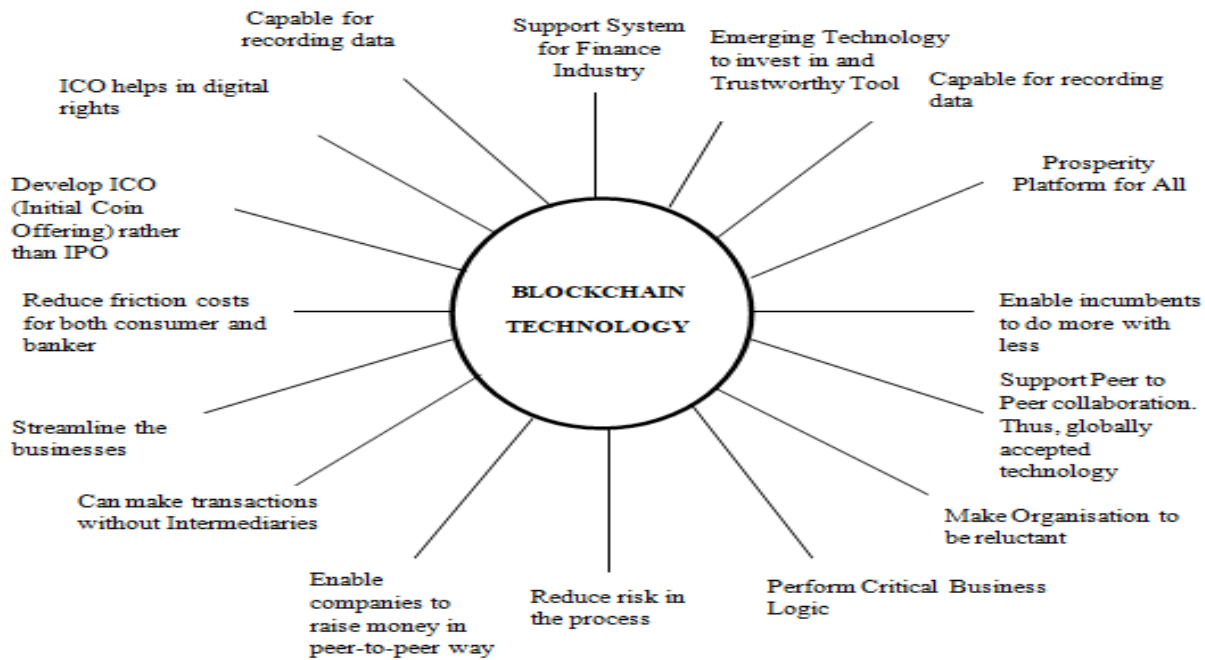 Capable for
recording data
Support System
for Finance
Industry
Emerging Technology
to invest in and
Trustworthy Tool
Capable for recording
data
ICO helps in digital
rights
Prosperity
Platform for All
Develop ICO
(Initial Coin
Offering) rather
than IPO
BLOCKCHAIN
TECHNOLOGY
Reduce friction costs
for both consumer and
banker
Enable incumbents
to do more with
less
Support Peer to
Peer collaboration.
Thus, globally
accepted
technology
Streamline the
businesses
Can make transactions
without Intermediaries
Make Organisation to
be reluctant
Enable
companies to
raise money in
peer-to-peer way
Reduce risk in
the process
Perform Critical Business
Logic